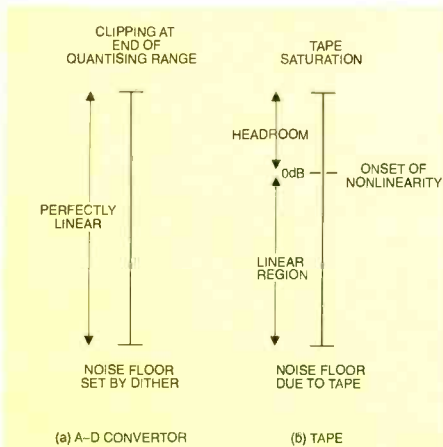 CLIPPING AT
END OF
QUANTISING RANGE
PERFECTLY
LINEAR
NOISE FLOOR
SET BY DITHER
(a) A–D CONVERTOR
TAPE
SATURATION
HEADROOM
0dB
ONSET OF
NONLINEARITY
LINEAR
REGION
NOISE FLOOR
DUE TO TAPE
(b) TAPE